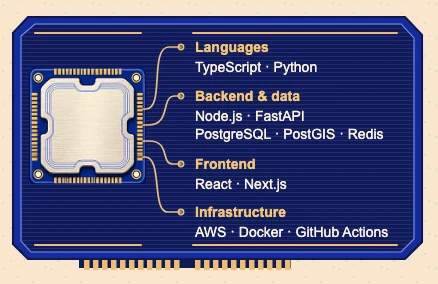 Languages
TypeScript · Python
Backend & data
Node.js · FastAPI
PostgreSQL · PostGIS · Redis
Frontend
React · Next.js
Infrastructure
AWS · Docker · GitHub Actions